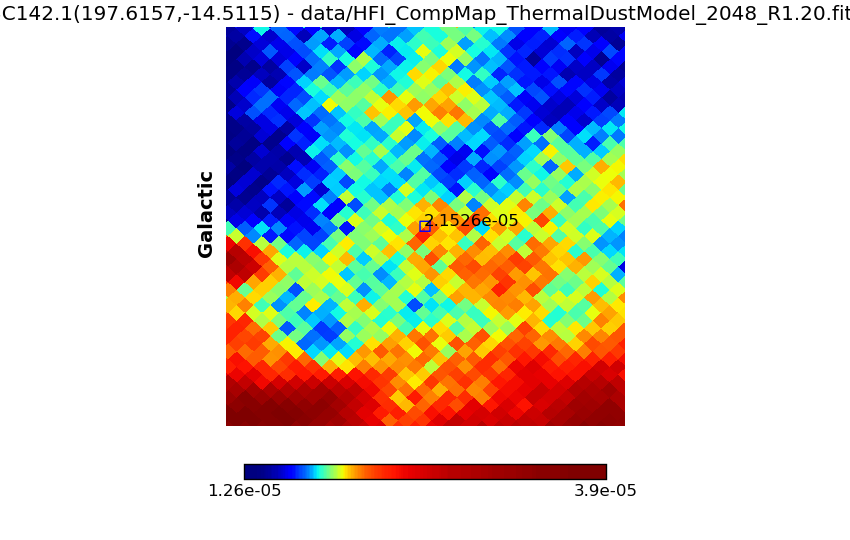 C142.1(197.6157,-14.5115) - data/HFI_CompMap_ThermalDustModel_2048_R1.20.fit
Galactic
2.1526e-05
1.26e-05
3.9e-05